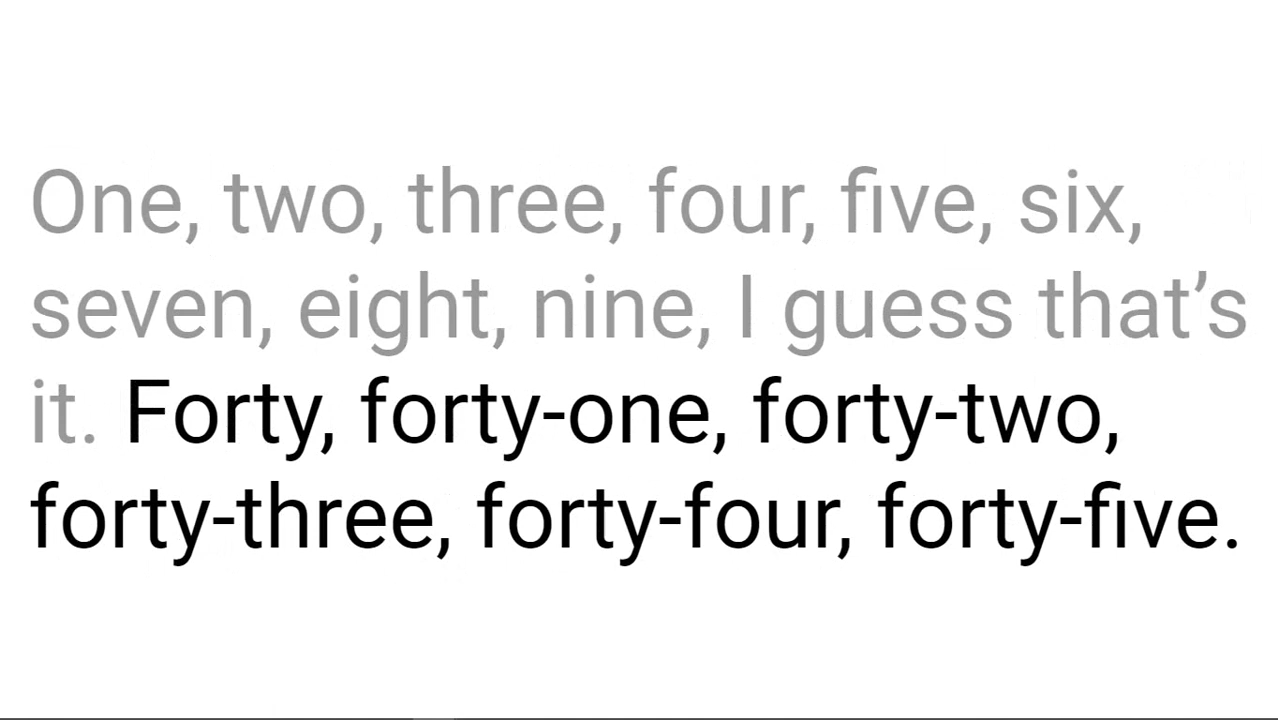 One, two, three, four, five, six,
seven, eight, nine, I guess that’s
it. Forty, forty-one, forty-two,
forty-three, forty-four, forty-five.